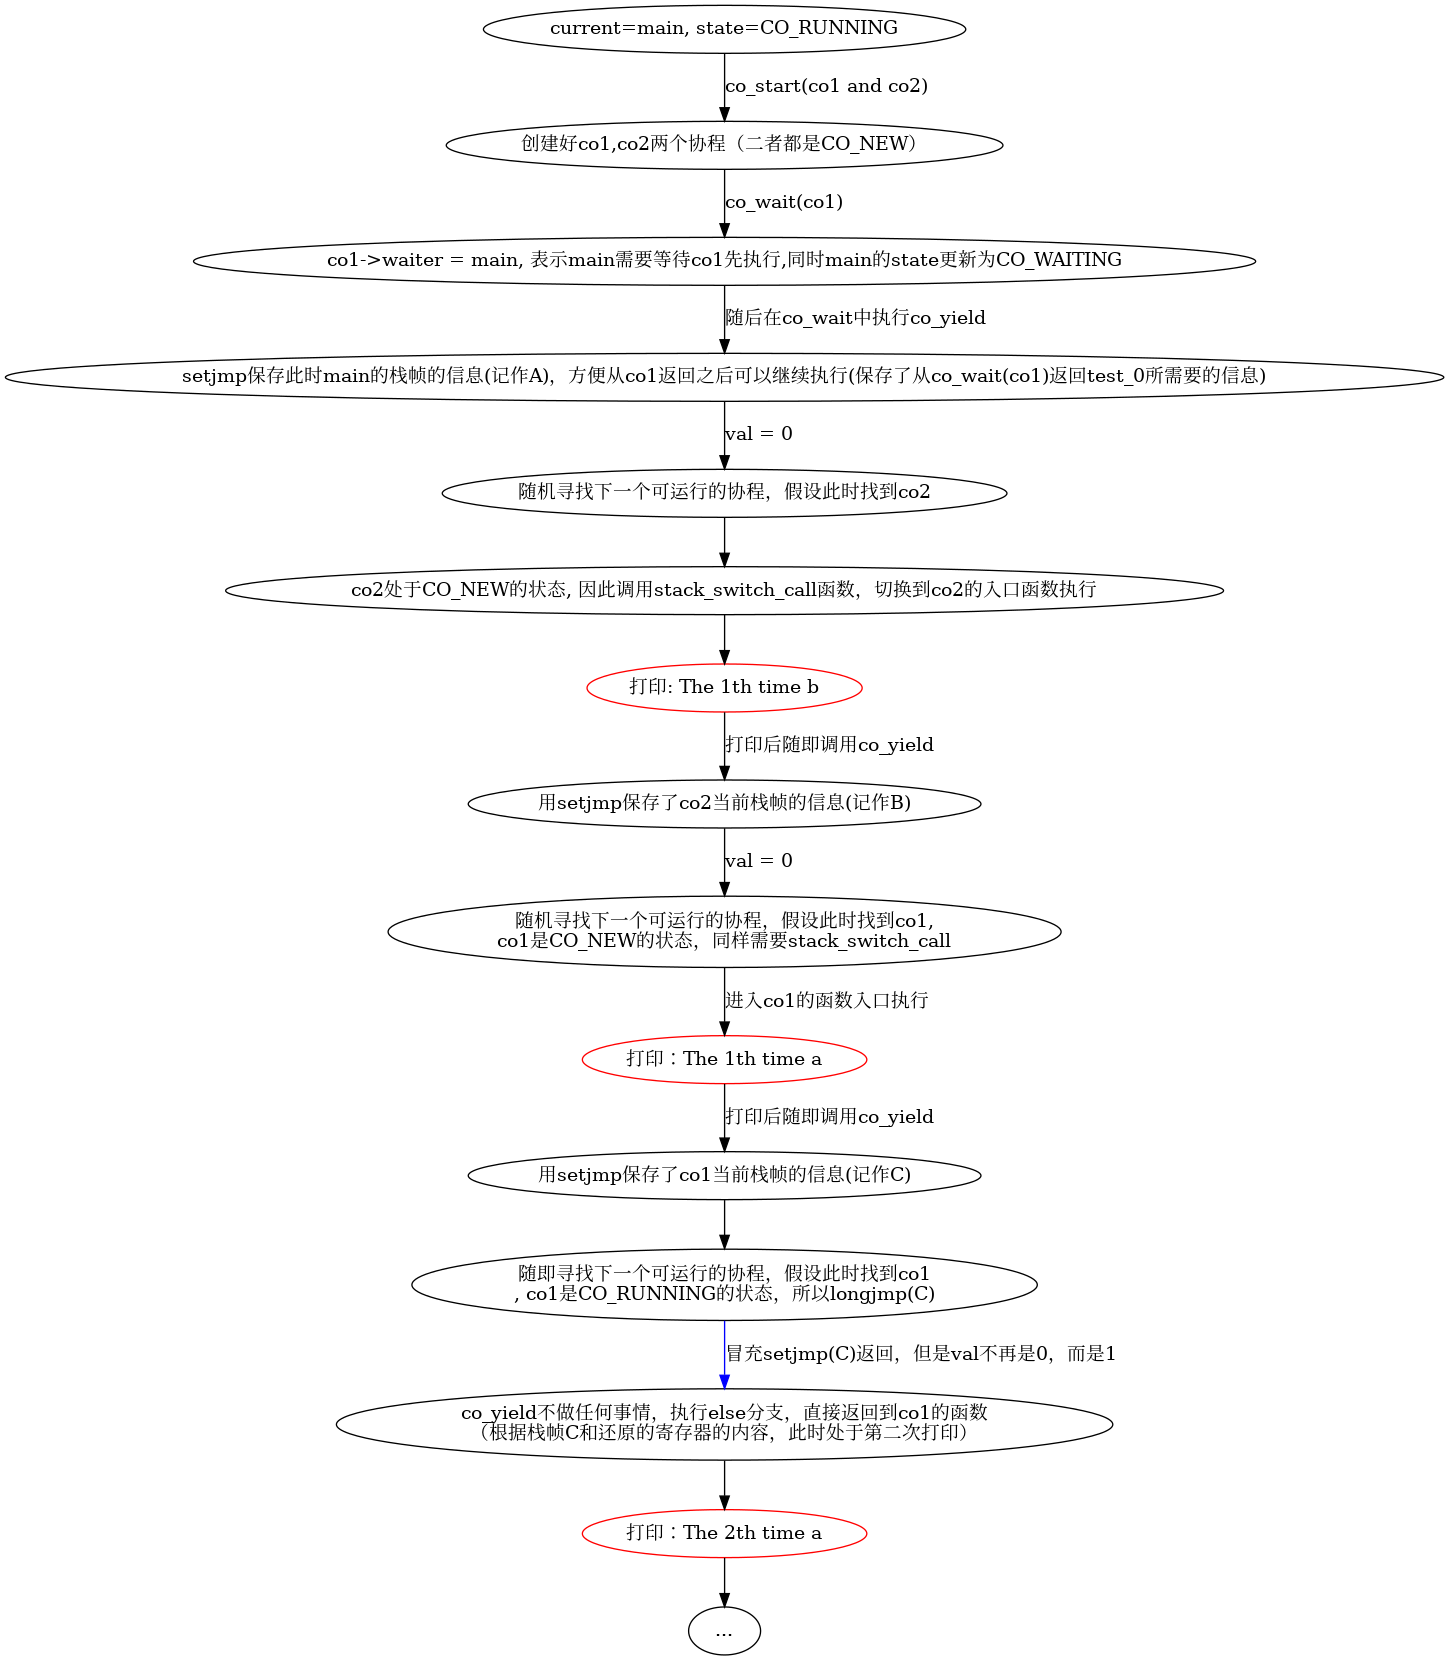 current=main, state=CO_RUNNING
co_start(co1 and co2)
创建好co1,co2两个协程（二者都是CO_NEW）
co_wait(co1)
co1->waiter = main, 表示main需要等待co1先执行,同时main的state更新为CO_WAITING
随后在co_wait中执行co_yield
setjmp保存此时main的栈帧的信息(记作A)，方便从co1返回之后可以继续执行(保存了从co_wait(co1)返回test_0所需要的信息)
val = 0
随机寻找下一个可运行的协程，假设此时找到co2
co2处于CO_NEW的状态, 因此调用stack_switch_call函数，切换到co2的入口函数执行
打印: The 1th time b
打印后随即调用co_yield
用setjmp保存了co2当前栈帧的信息(记作B)
val = 0
随机寻找下一个可运行的协程，假设此时找到co1,
co1是CO_NEW的状态，同样需要stack_switch_call
进入co1的函数入口执行
打印：The 1th time a
打印后随即调用co_yield
用setjmp保存了co1当前栈帧的信息(记作C)
随即寻找下一个可运行的协程，假设此时找到co1
, co1是CO_RUNNING的状态，所以longjmp(C)
冒充setjmp(C)返回，但是val不再是0，而是1
co_yield不做任何事情，执行else分支，直接返回到co1的函数
（根据栈帧C和还原的寄存器的内容，此时处于第二次打印）
打印：The 2th time a
...